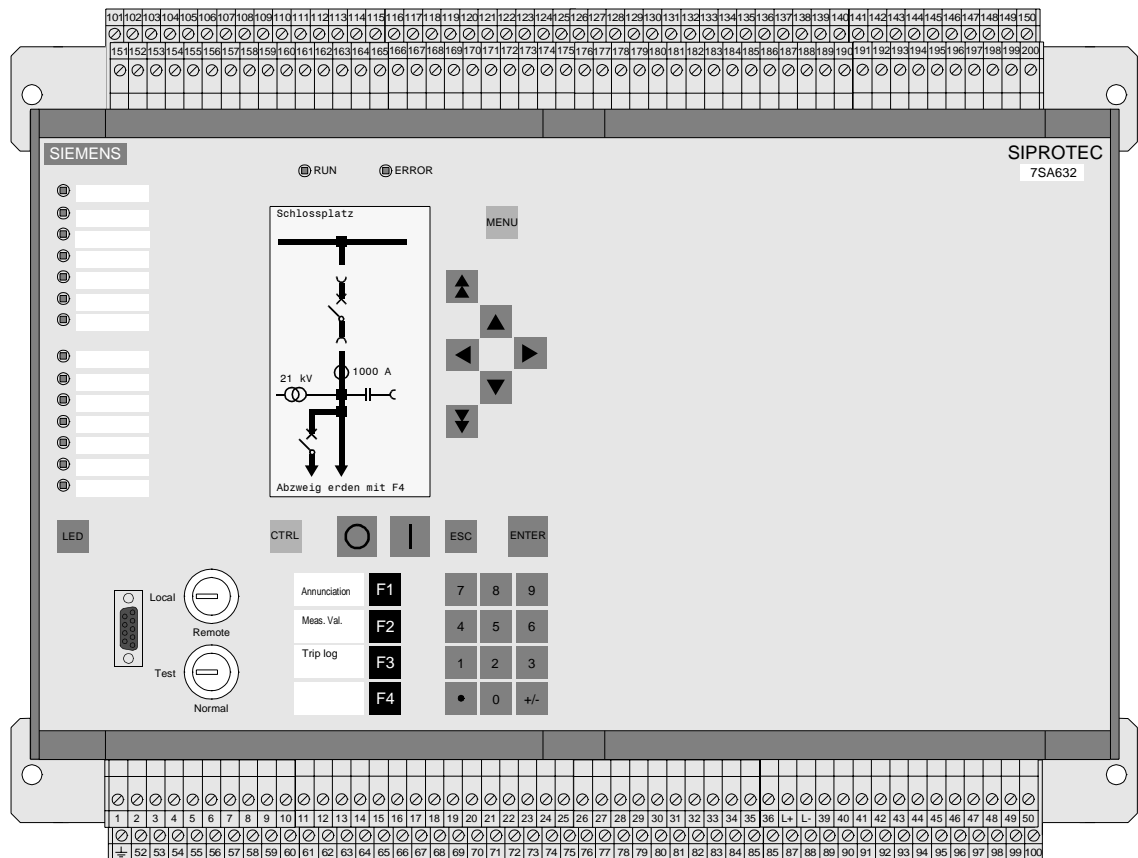 101 102 103 104 105 106 107 108 109 110 111 112 113 114 115 116 117 118 119 120 121 122 123 124 125 126 127 128 129 130 131 132 133 134 135 136 137 138 139 140 141 142 143 144 145 146 147 148 149 150
151 152 153 154 155 156 157 158 159 160 161 162 163 164 165 166 167 168 169 170 171 172 173 174 175 176 177 178 179 180 181 182 183 184 185 186 187 188 189 190 191 192 193 194 195 196 197 198 199 200
SIEMENS
SIPROTEC
7SA632
RUN
ERROR
Schlossplatz
21 kV
1000 A
Abzweig erden mit F4
MENU
LED
CTRL
ESC
ENTER
Local
Remote
Test
Normal
Annunciation F1
Meas. Val. F2
Trip log F3
F4
7 8 9
4 5 6
1 2 3
• 0 +/-
1 2 3 4 5 6 7 8 9 10 11 12 13 14 15 16 17 18 19 20 21 22 23 24 25 26 27 28 29 30 31 32 33 34 35 36 L+ L- 39 40 41 42 43 44 45 46 47 48 49 50
52 53 54 55 56 57 58 59 60 61 62 63 64 65 66 67 68 69 70 71 72 73 74 75 76 77 78 79 80 81 82 83 84 85 85 87 88 89 90 91 92 93 94 95 96 97 98 99 100